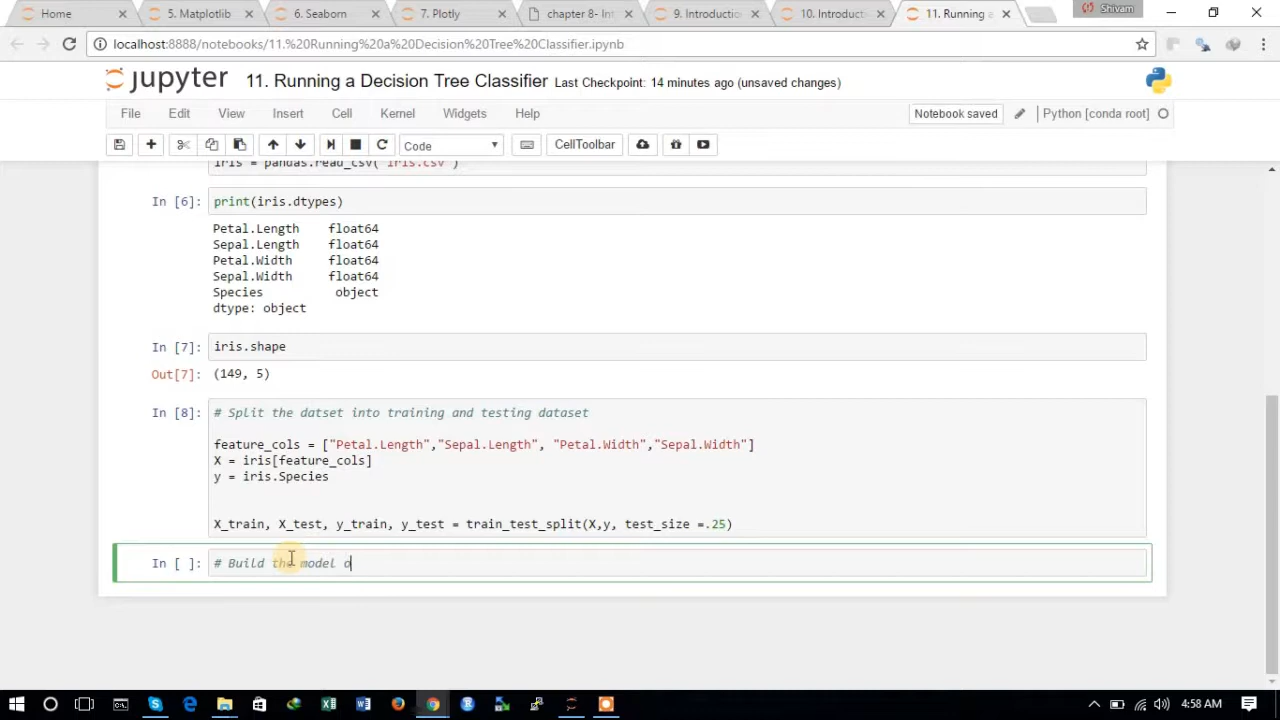 Home
5. Matplotlib
6. Seaborn
7. Plotly
chapter 8- Int
9. Introductio
10. Introducti
11. Running a
Shivam
localhost:8888/notebooks/11.%20Running%20a%20Decision%20Tree%20Classifier.ipynb
jupyter 11. Running a Decision Tree Classifier Last Checkpoint: 14 minutes ago (unsaved changes)
File Edit View Insert Cell Kernel Widgets Help Notebook saved Python [conda root]
Code CellToolbar
iris = pandas.read_csv('iris.csv')
In [6]: print(iris.dtypes)
Petal.Length float64
Sepal.Length float64
Petal.Width float64
Sepal.Width float64
Species object
dtype: object
In [7]: iris.shape
Out[7]: (149, 5)
In [8]: # Split the datset into training and testing dataset
feature_cols = ["Petal.Length","Sepal.Length", "Petal.Width","Sepal.Width"]
X = iris[feature_cols]
y = iris.Species
X_train, X_test, y_train, y_test = train_test_split(X,y, test_size =.25)
In [ ]: # Build the model o
4:58 AM